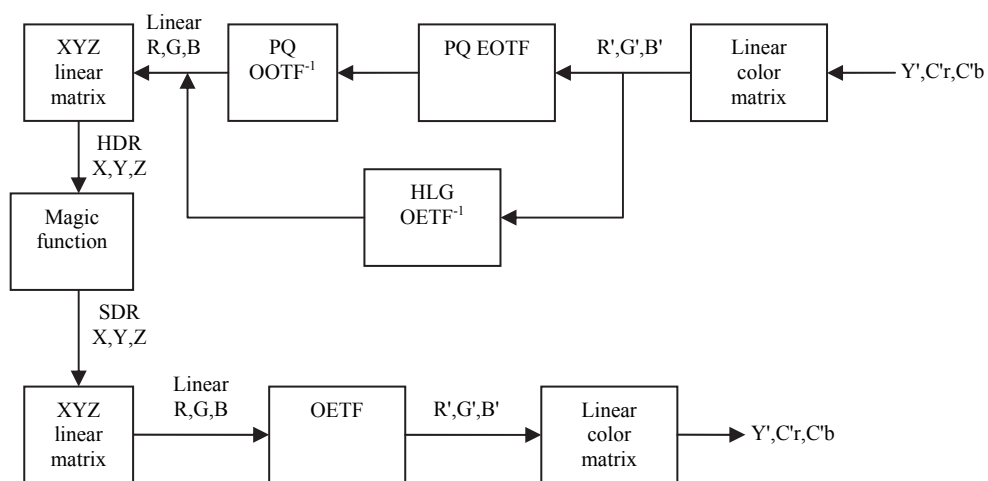 XYZ
linear
matrix
Linear
R,G,B
PQ
OOTF⁻¹
PQ EOTF
R',G',B'
Linear
color
matrix
Y',C'r,C'b
HDR
X,Y,Z
HLG
OETF⁻¹
Magic
function
SDR
X,Y,Z
XYZ
linear
matrix
Linear
R,G,B
OETF
R',G',B'
Linear
color
matrix
Y',C'r,C'b